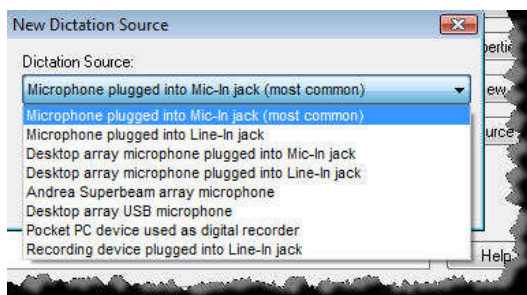 New Dictation Source
Dictation Source:
Microphone plugged into Mic-In jack (most common)
Microphone plugged into Mic-In jack (most common)
Microphone plugged into Line-In jack
Desktop array microphone plugged into Mic-In jack
Desktop array microphone plugged into Line-In jack
Andrea Superbeam array microphone
Desktop array USB microphone
Pocket PC device used as digital recorder
Recording device plugged into Line-In jack
Help